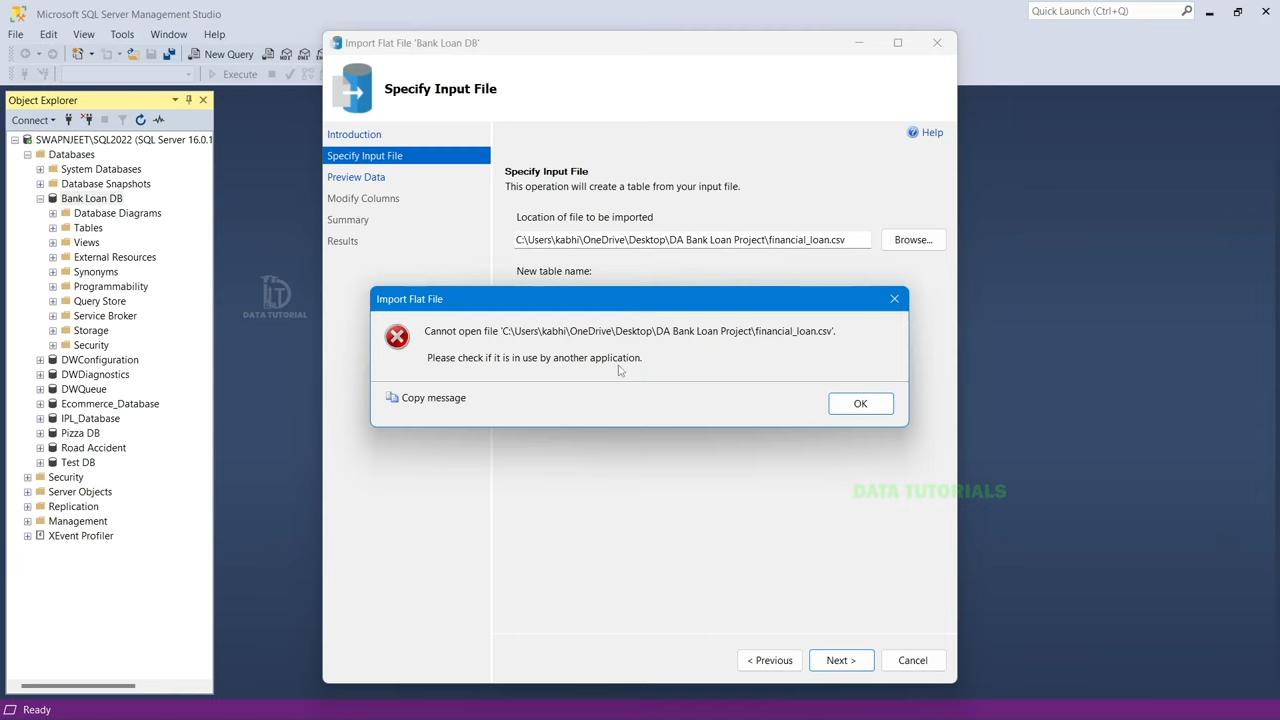 Microsoft SQL Server Management Studio
Quick Launch (Ctrl+Q)
File Edit View Tools Window Help
New Query
Execute
Object Explorer
Connect
SWAPNJEET\SQL2022 (SQL Server 16.0.1
Databases
System Databases
Database Snapshots
Bank Loan DB
Database Diagrams
Tables
Views
External Resources
Synonyms
Programmability
Query Store
Service Broker
Storage
Security
DWConfiguration
DWDiagnostics
DWQueue
Ecommerce_Database
IPL_Database
Pizza DB
Road Accident
Test DB
Security
Server Objects
Replication
Management
XEvent Profiler
DATA TUTORIAL
Import Flat File 'Bank Loan DB'
Specify Input File
Introduction
Specify Input File
Preview Data
Modify Columns
Summary
Results
Help
Specify Input File
This operation will create a table from your input file.
Location of file to be imported
C:\Users\kabhi\OneDrive\Desktop\DA Bank Loan Project\financial_loan.csv
Browse...
New table name:
Import Flat File
Cannot open file 'C:\Users\kabhi\OneDrive\Desktop\DA Bank Loan Project\financial_loan.csv'.
Please check if it is in use by another application.
Copy message
OK
DATA TUTORIALS
< Previous
Next >
Cancel
Ready